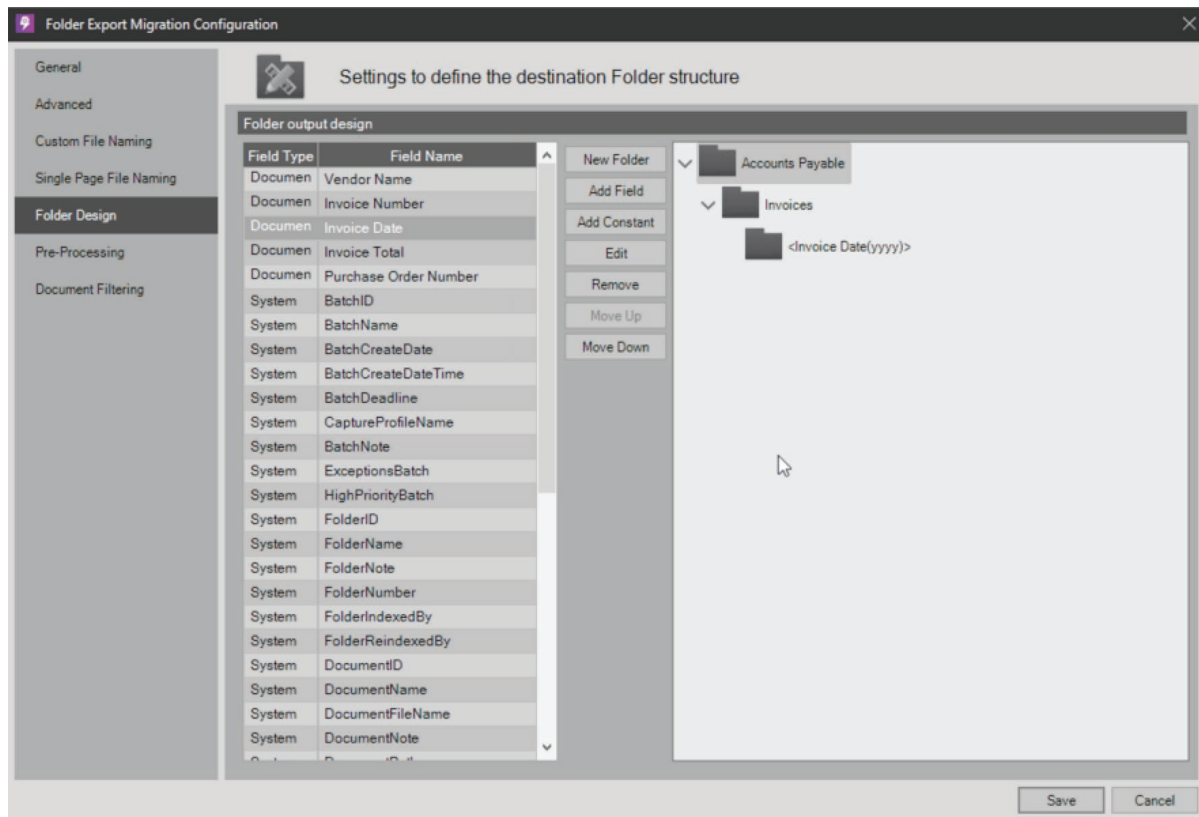 Folder Export Migration Configuration
General
Advanced
Custom File Naming
Single Page File Naming
Folder Design
Pre-Processing
Document Filtering
Settings to define the destination Folder structure
Folder output design
Field Type Field Name
Documen Vendor Name
Documen Invoice Number
Documen Invoice Date
Documen Invoice Total
Documen Purchase Order Number
System BatchID
System BatchName
System BatchCreateDate
System BatchCreateDateTime
System BatchDeadline
System CaptureProfileName
System BatchNote
System ExceptionsBatch
System HighPriorityBatch
System FolderID
System FolderName
System FolderNote
System FolderNumber
System FolderIndexedBy
System FolderReindexedBy
System DocumentID
System DocumentName
System DocumentFileName
System DocumentNote
New Folder
Add Field
Add Constant
Edit
Remove
Move Up
Move Down
Accounts Payable
Invoices
<Invoice Date(yyyy)>
Save Cancel